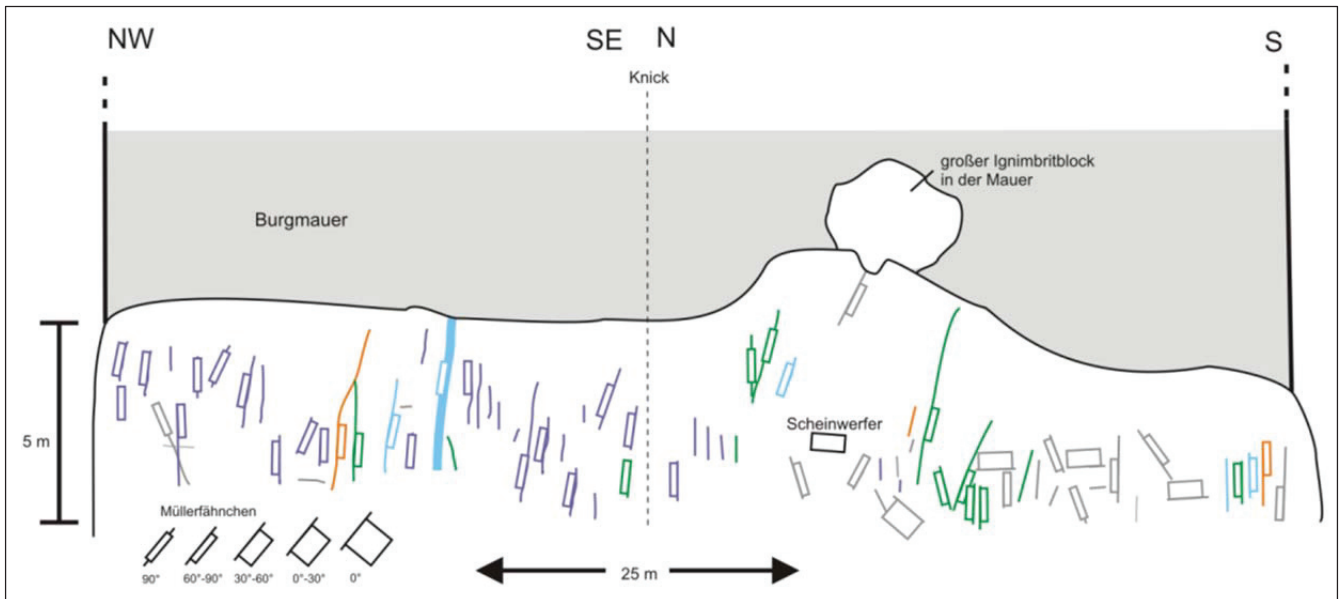 NW
SE N
S
Knick
großer Ignimbritblock
in der Mauer
Burgmauer
Scheinwerfer
5 m
Müllerfähnchen
90° 60°-90° 30°-60° 0°-30° 0°
25 m